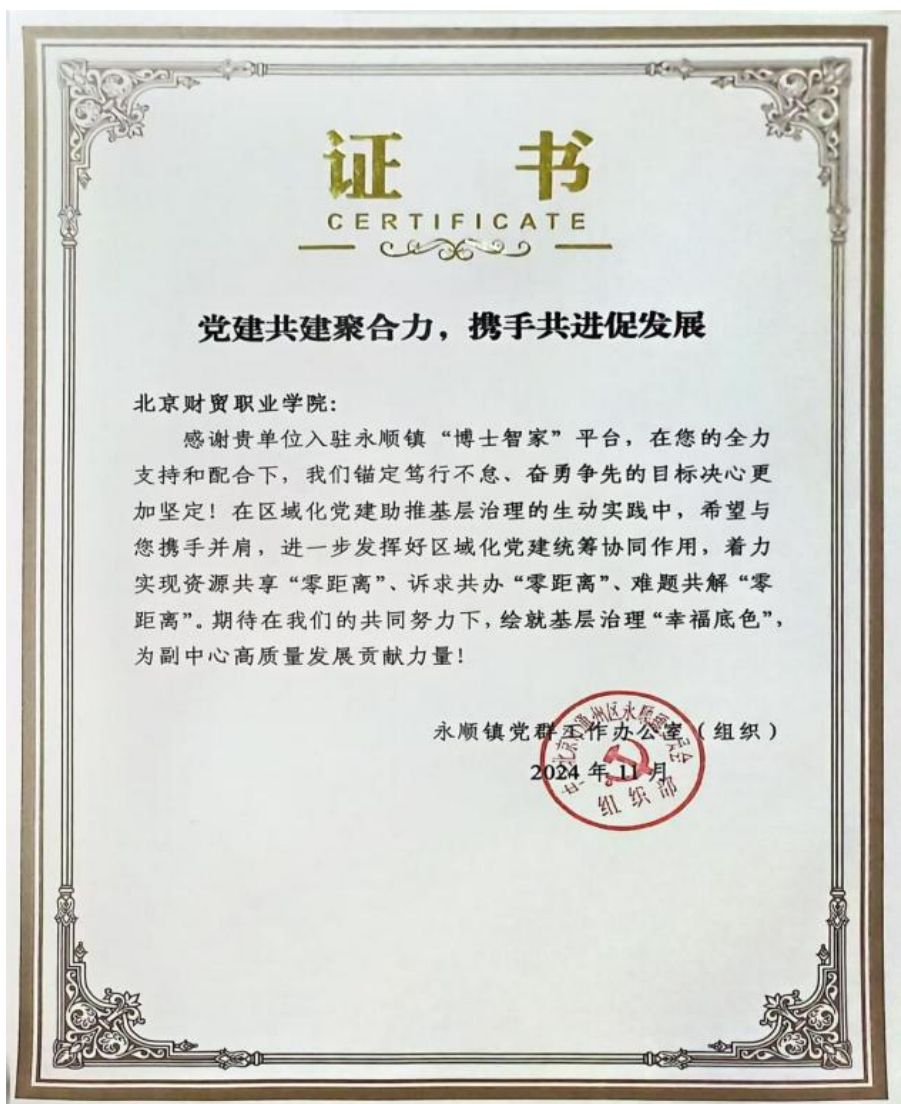 证 书
CERTIFICATE
党建共建聚合力，携手共进促发展
北京财贸职业学院：
感谢贵单位入驻永顺镇“博士智家”平台，在您的全力
支持和配合下，我们锚定笃行不怠、奋勇争先的目标决心更
加坚定！在区域化党建助推基层治理的生动实践中，希望与
您携手并肩，进一步发挥好区域化党建统筹协同作用，着力
实现资源共享“零距离”、诉求共办“零距离”、难题共解“零
距离”。期待在我们的共同努力下，绘就基层治理“幸福底色”，
为副中心高质量发展贡献力量！
永顺镇党群工作办公室（组织）
2024 年 11 月
组织部